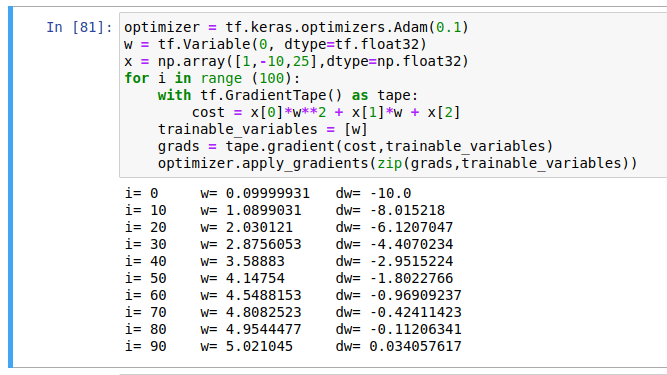 In [81]: optimizer = tf.keras.optimizers.Adam(0.1)
w = tf.Variable(0, dtype=tf.float32)
x = np.array([1,-10,25],dtype=np.float32)
for i in range (100):
    with tf.GradientTape() as tape:
        cost = x[0]*w**2 + x[1]*w + x[2]
    trainable_variables = [w]
    grads = tape.gradient(cost,trainable_variables)
    optimizer.apply_gradients(zip(grads,trainable_variables))
i= 0     w= 0.09999931   dw= -10.0
i= 10    w= 1.0899031    dw= -8.015218
i= 20    w= 2.030121     dw= -6.1207047
i= 30    w= 2.8756053    dw= -4.4070234
i= 40    w= 3.58883      dw= -2.9515224
i= 50    w= 4.14754      dw= -1.8022766
i= 60    w= 4.5488153    dw= -0.96909237
i= 70    w= 4.8082523    dw= -0.42411423
i= 80    w= 4.9544477    dw= -0.11206341
i= 90    w= 5.021045     dw= 0.034057617